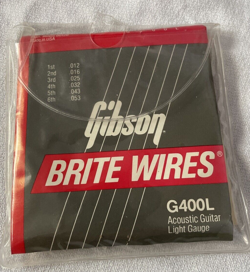 1st .012
2nd .016
3rd .025
4th .032
5th .043
6th .053
Gibson
BRITE WIRES®
G400L
Acoustic Guitar
Light Gauge